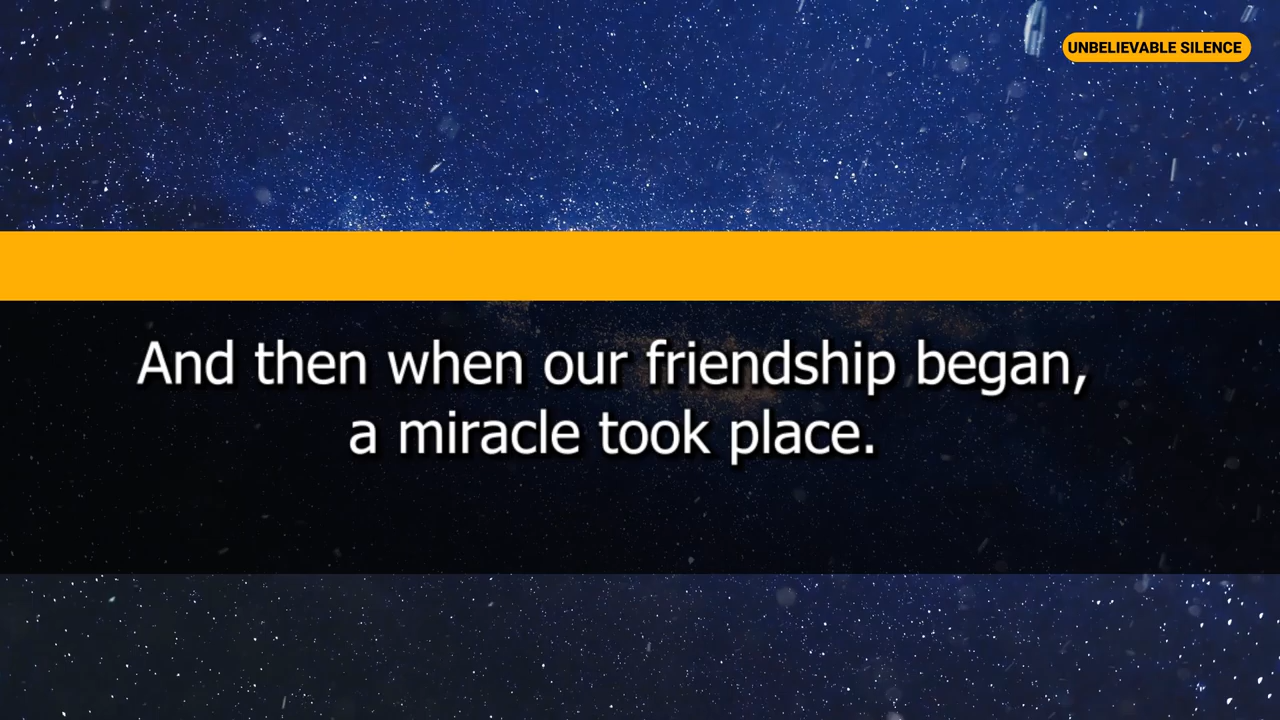 UNBELIEVABLE SILENCE
And then when our friendship began,
a miracle took place.